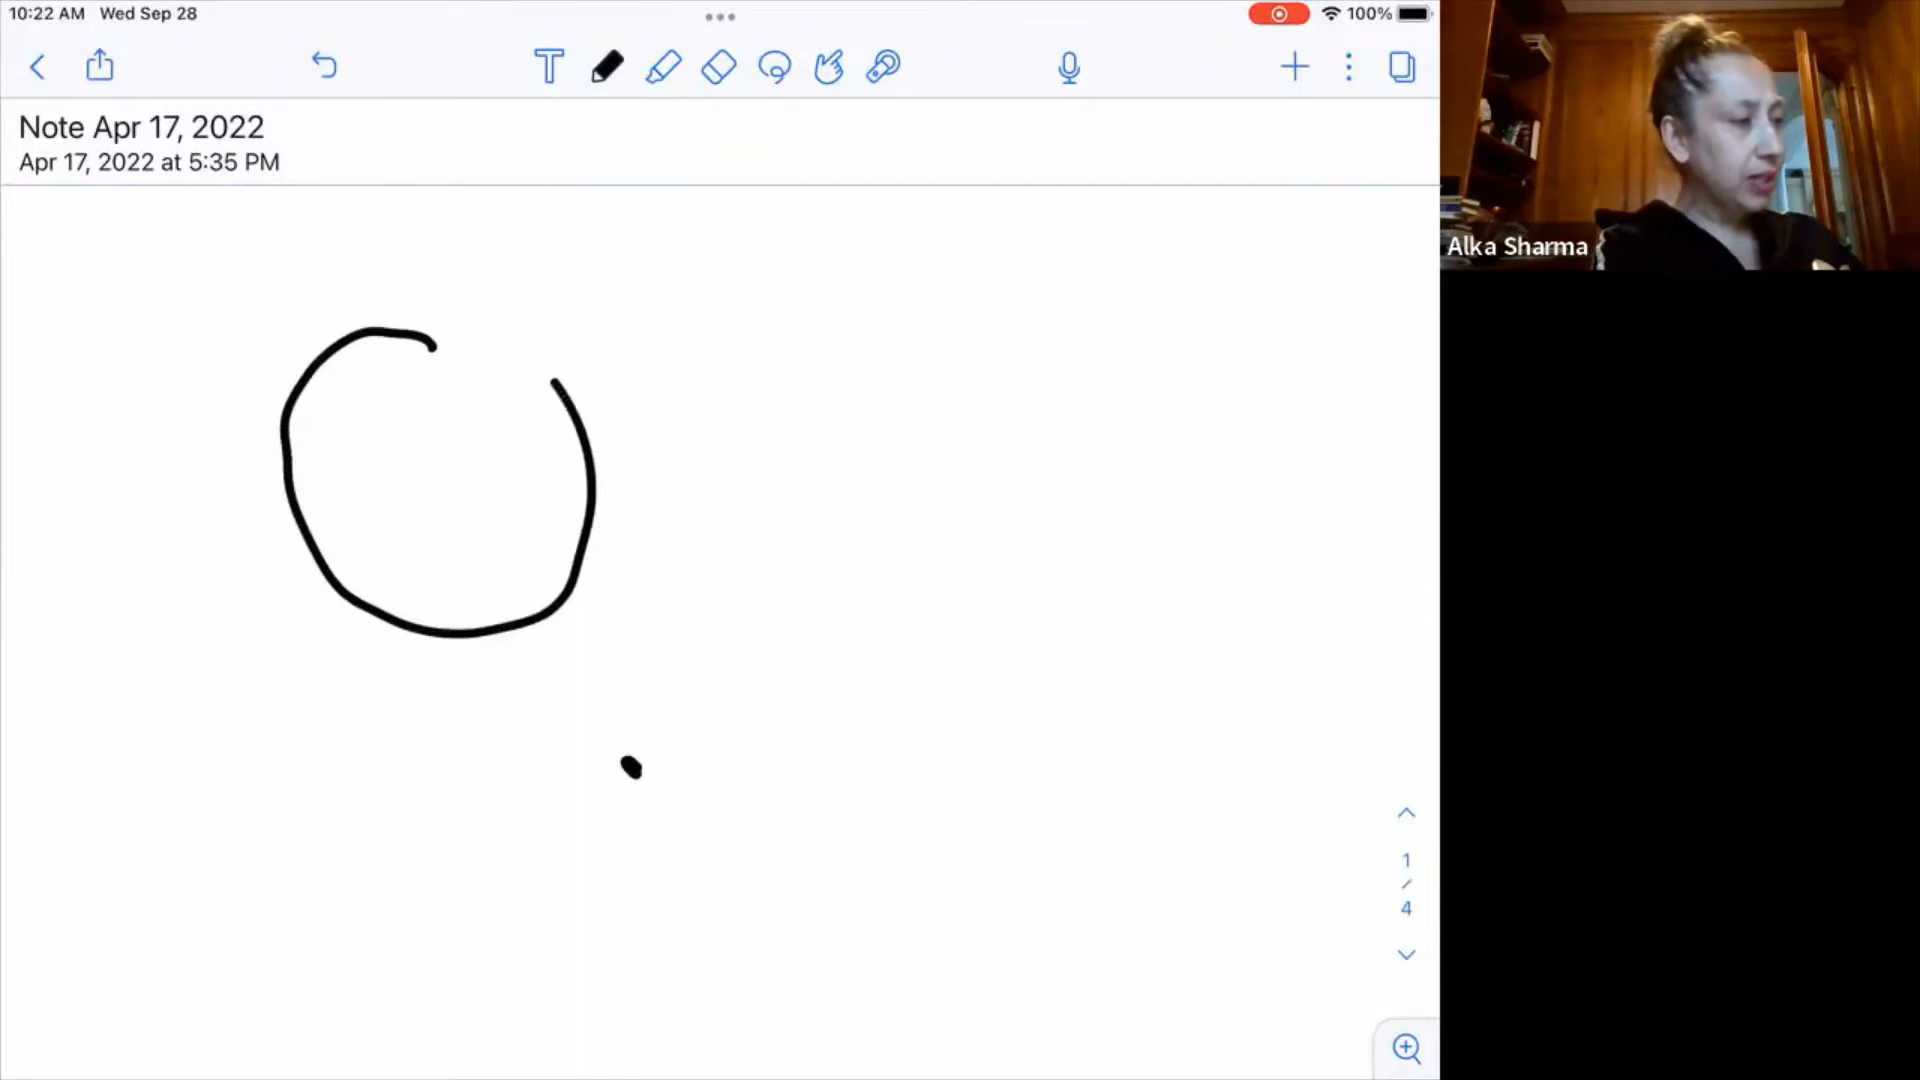 10:22 AM Wed Sep 28
100%
Note Apr 17, 2022
Apr 17, 2022 at 5:35 PM
Alka Sharma
1
/
4